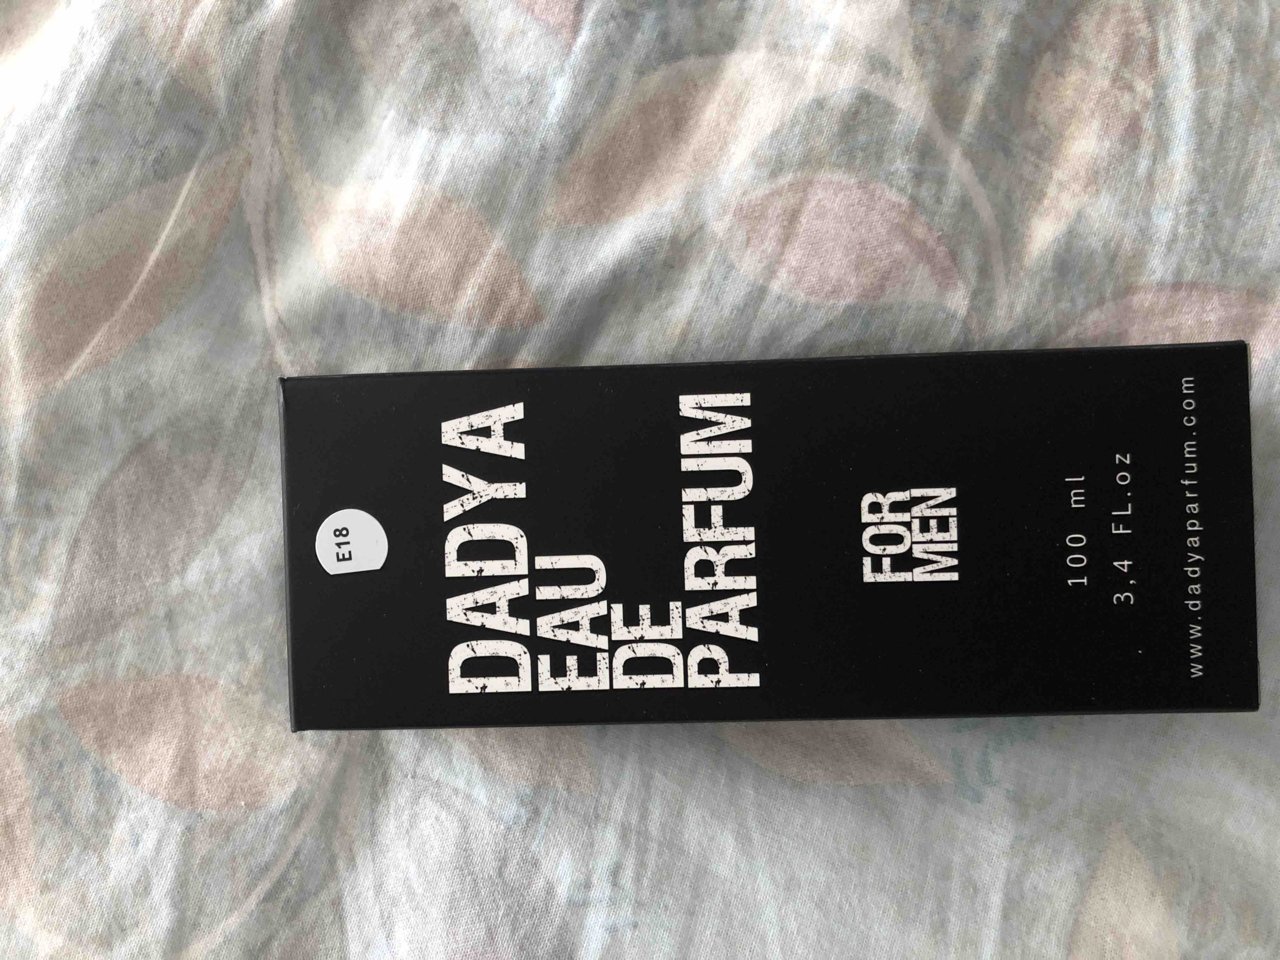 E18
DADYA
EAU
DE
PARFUM
FOR
MEN
100 ml
3,4 FL.oz
www.dadyaparfum.com